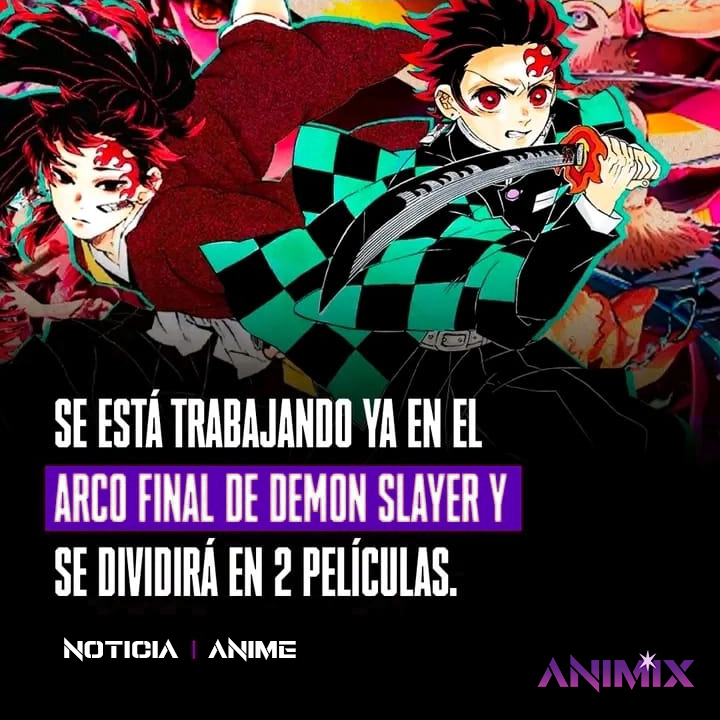 SE ESTÁ TRABAJANDO YA EN EL
ARCO FINAL DE DEMON SLAYER Y
SE DIVIDIRÁ EN 2 PELÍCULAS.
NOTICIA | ANIME
ANIMIX